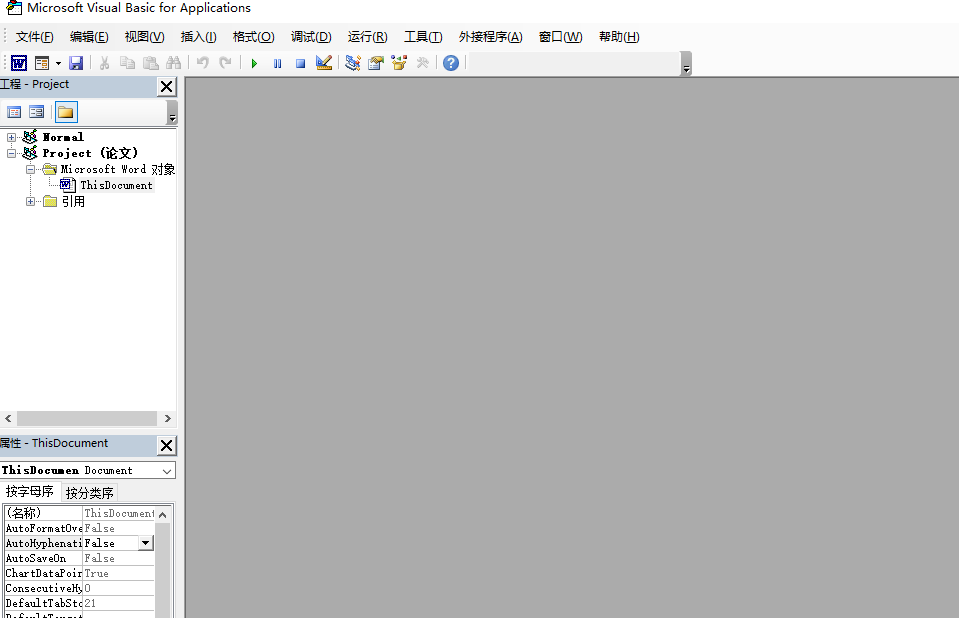 Microsoft Visual Basic for Applications
文件(F) 编辑(E) 视图(V) 插入(I) 格式(O) 调试(D) 运行(R) 工具(T) 外接程序(A) 窗口(W) 帮助(H)
工程 - Project
Normal
Project (论文)
Microsoft Word 对象
ThisDocument
引用
属性 - ThisDocument
ThisDocumen Document
按字母序 按分类序
(名称) ThisDocument
AutoFormatOve False
AutoHyphenati False
AutoSaveOn False
ChartDataPoin True
ConsecutiveHy 0
DefaultTabSto 21